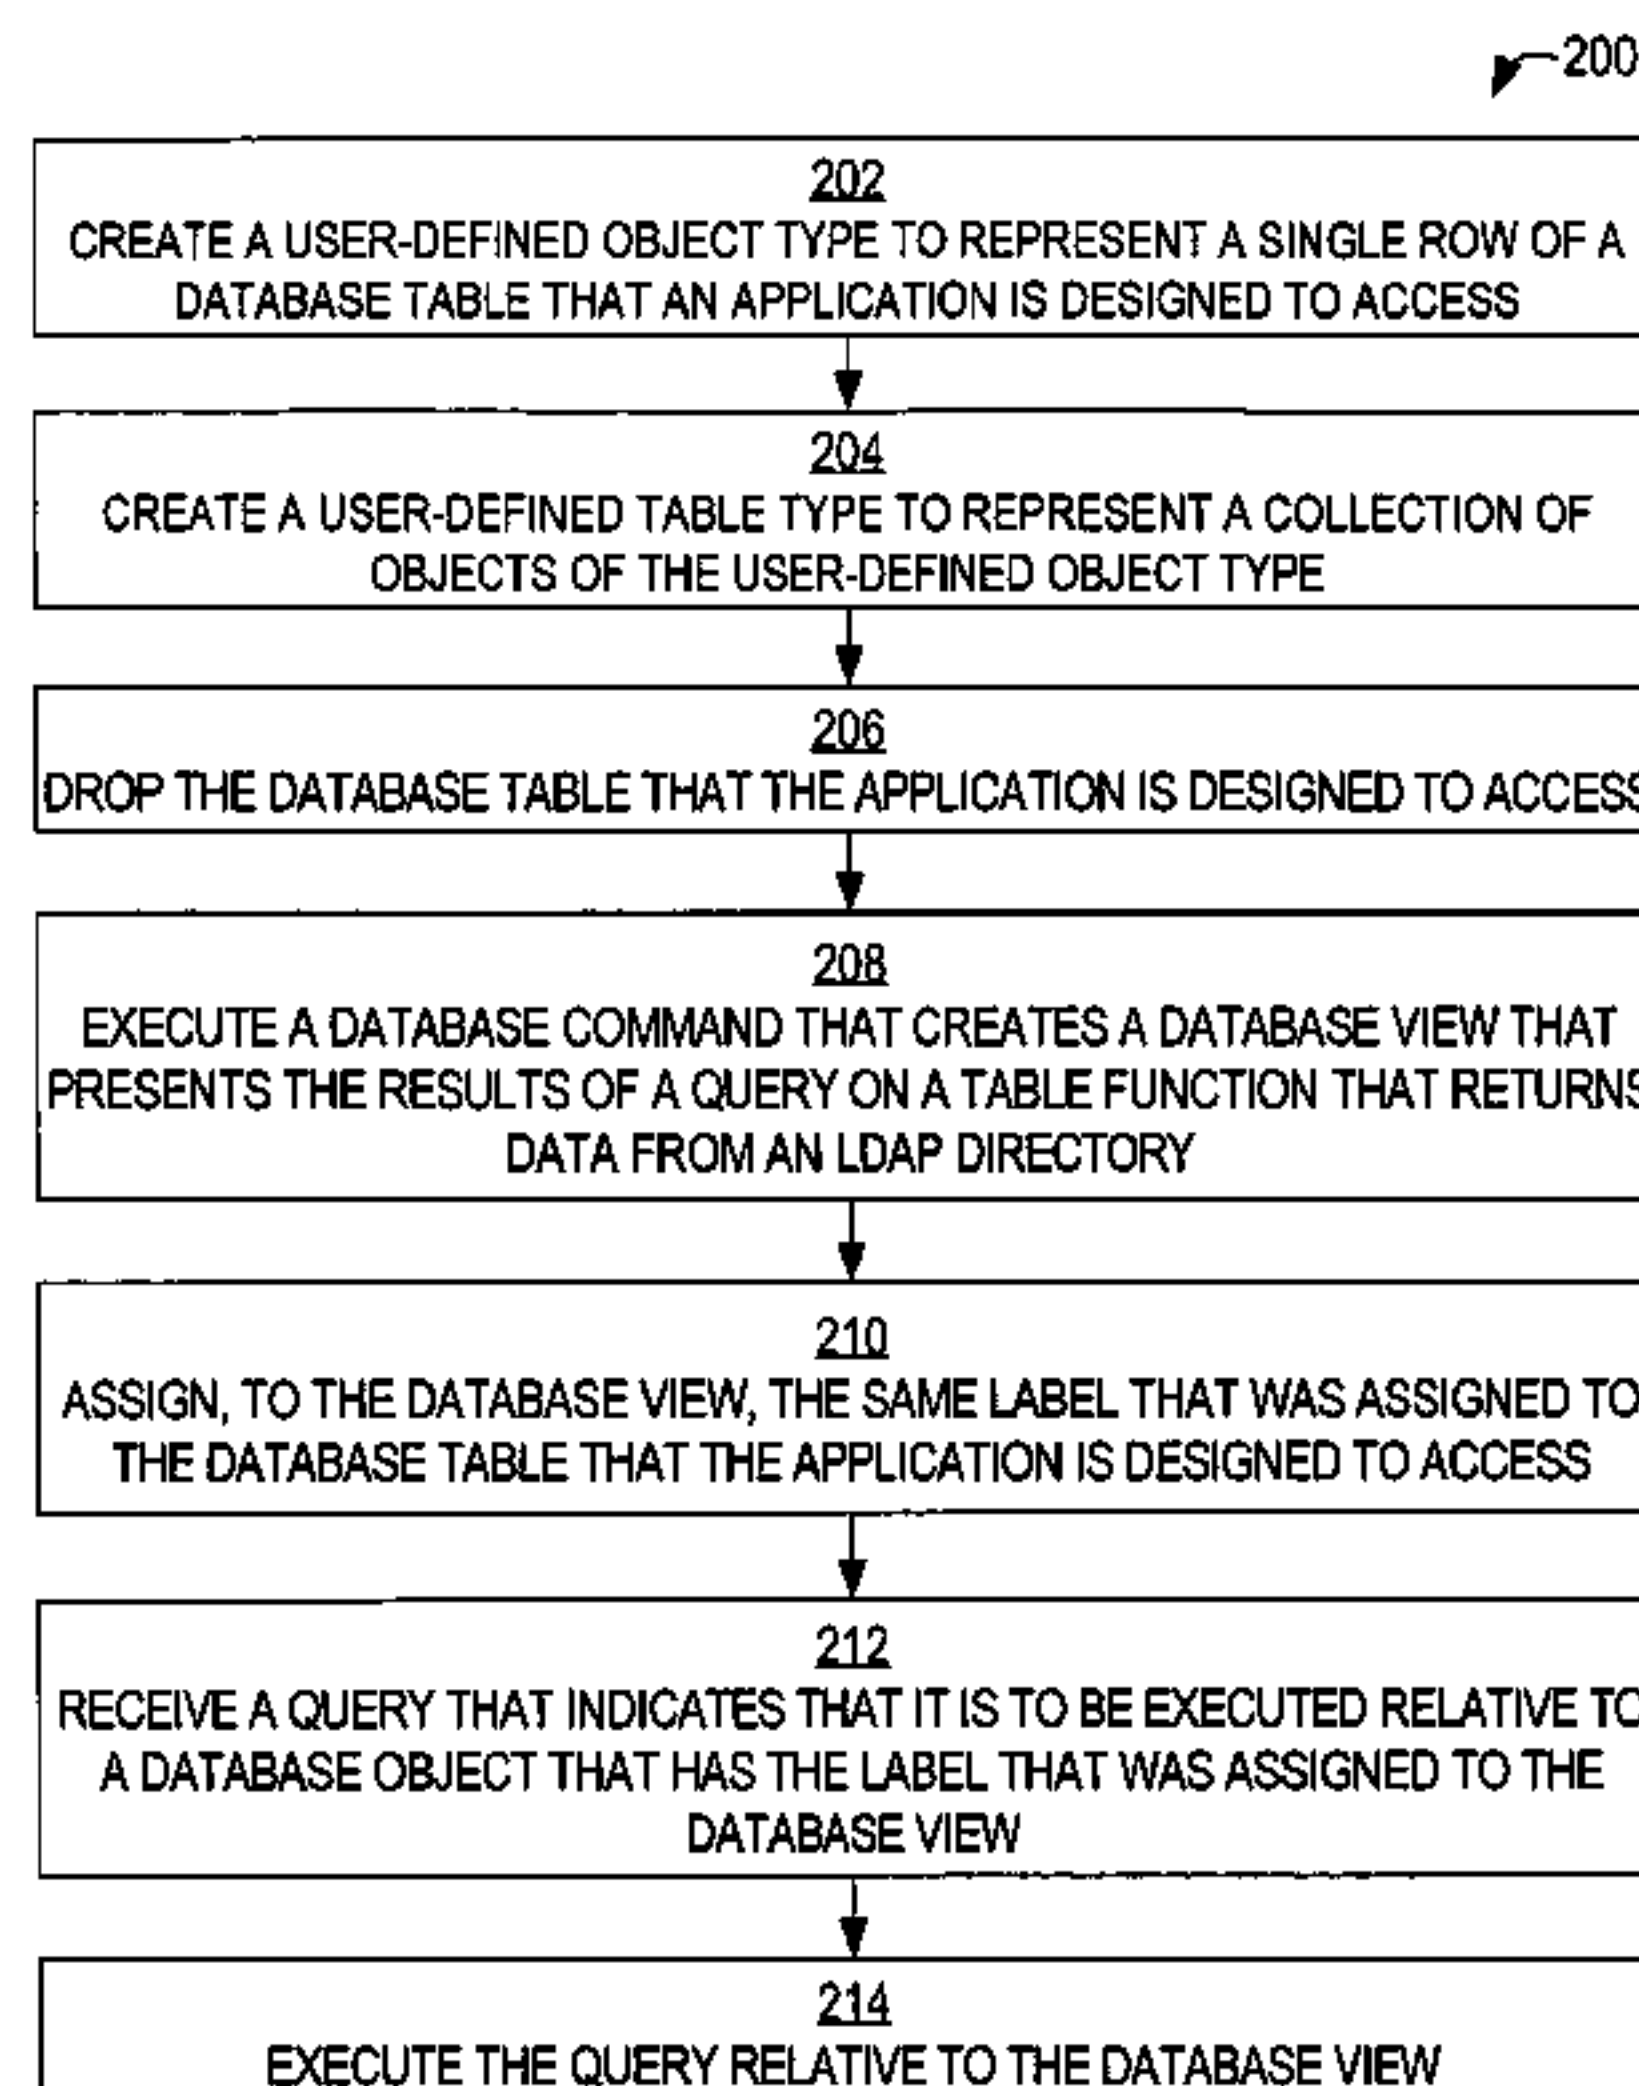 200
202
CREATE A USER-DEFINED OBJECT TYPE TO REPRESENT A SINGLE ROW OF A
DATABASE TABLE THAT AN APPLICATION IS DESIGNED TO ACCESS
204
CREATE A USER-DEFINED TABLE TYPE TO REPRESENT A COLLECTION OF
OBJECTS OF THE USER-DEFINED OBJECT TYPE
206
DROP THE DATABASE TABLE THAT THE APPLICATION IS DESIGNED TO ACCESS
208
EXECUTE A DATABASE COMMAND THAT CREATES A DATABASE VIEW THAT
PRESENTS THE RESULTS OF A QUERY ON A TABLE FUNCTION THAT RETURNS
DATA FROM AN LDAP DIRECTORY
210
ASSIGN, TO THE DATABASE VIEW, THE SAME LABEL THAT WAS ASSIGNED TO
THE DATABASE TABLE THAT THE APPLICATION IS DESIGNED TO ACCESS
212
RECEIVE A QUERY THAT INDICATES THAT IT IS TO BE EXECUTED RELATIVE TO
A DATABASE OBJECT THAT HAS THE LABEL THAT WAS ASSIGNED TO THE
DATABASE VIEW
214
EXECUTE THE QUERY RELATIVE TO THE DATABASE VIEW